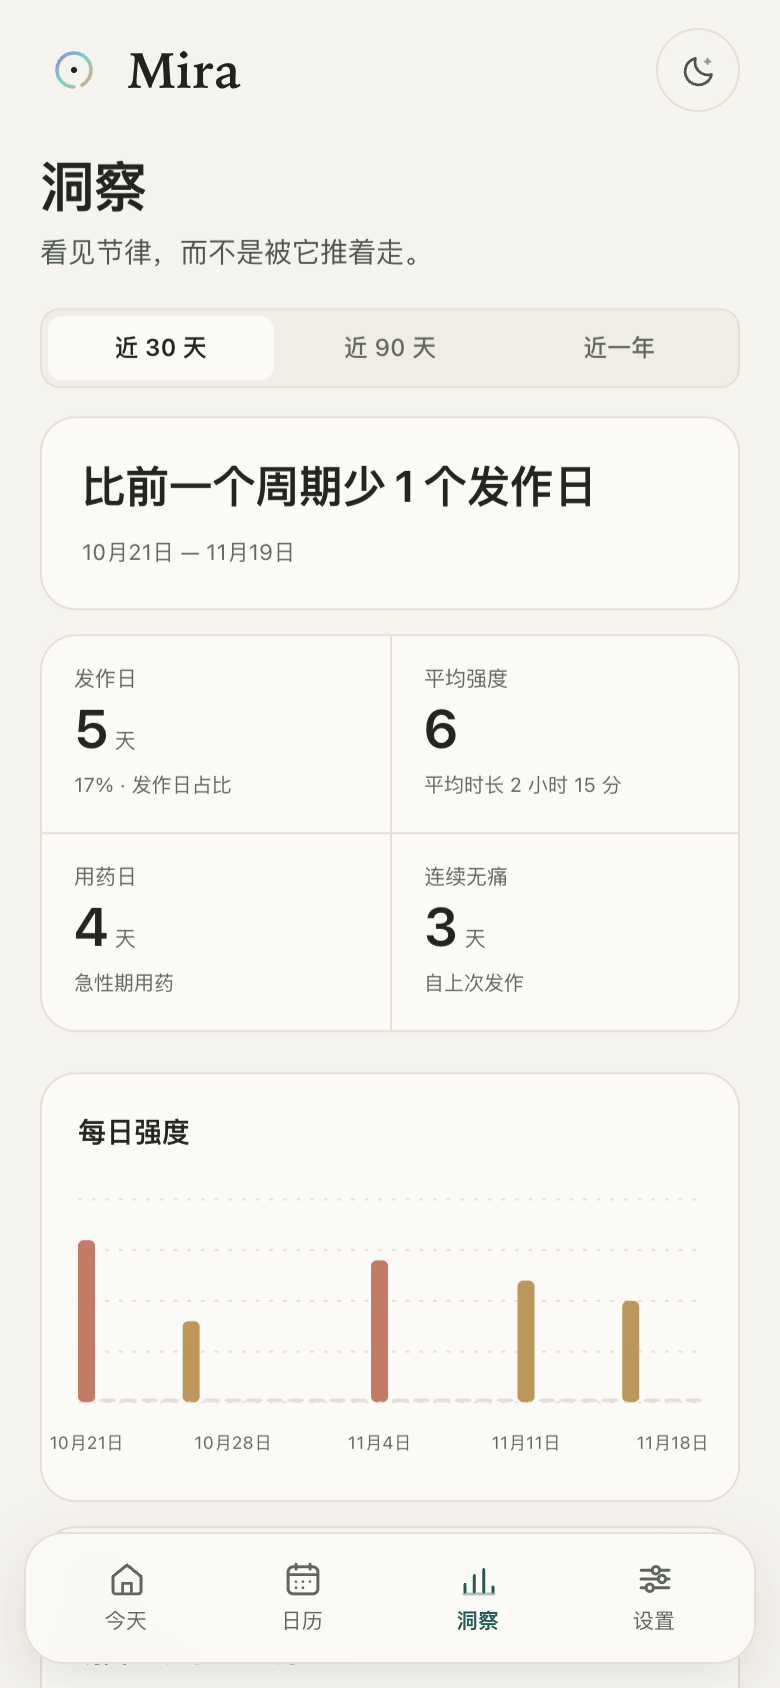 Mira
洞察
看见节律，而不是被它推着走。
近 30 天
近 90 天
近一年
比前一个周期少 1 个发作日
10月21日 — 11月19日
发作日
5 天
17% · 发作日占比
平均强度
6
平均时长 2 小时 15 分
用药日
4 天
急性期用药
连续无痛
3 天
自上次发作
每日强度
10月21日
10月28日
11月4日
11月11日
11月18日
今天
日历
洞察
设置